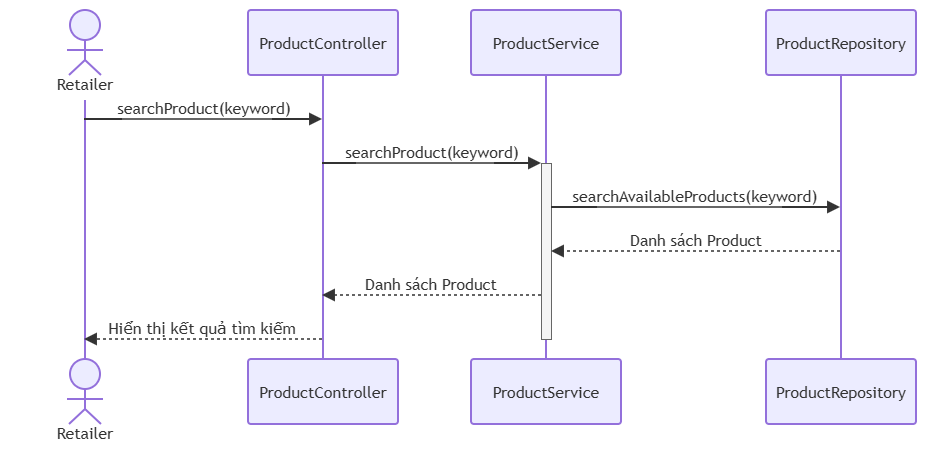 ProductController
ProductService
ProductRepository
Retailer
searchProduct(keyword)
searchProduct(keyword)
searchAvailableProducts(keyword)
Danh sách Product
Danh sách Product
Hiển thị kết quả tìm kiếm
ProductController
ProductService
ProductRepository
Retailer